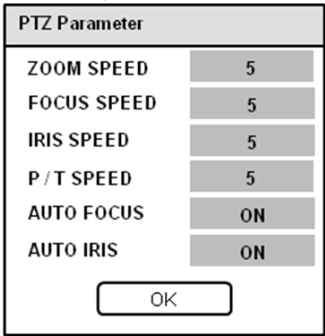 PTZ Parameter
ZOOM SPEED 5
FOCUS SPEED 5
IRIS SPEED 5
P / T SPEED 5
AUTO FOCUS ON
AUTO IRIS ON
OK